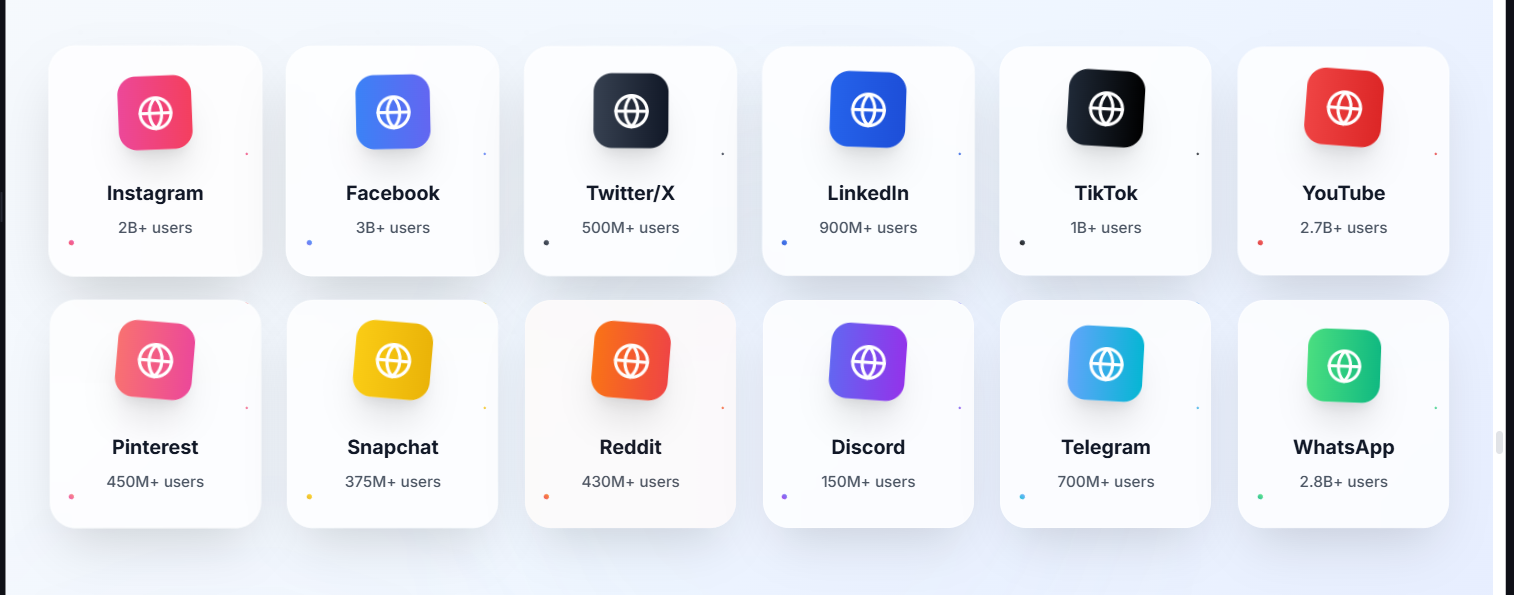 Instagram
2B+ users
Facebook
3B+ users
Twitter/X
500M+ users
LinkedIn
900M+ users
TikTok
1B+ users
YouTube
2.7B+ users
Pinterest
450M+ users
Snapchat
375M+ users
Reddit
430M+ users
Discord
150M+ users
Telegram
700M+ users
WhatsApp
2.8B+ users